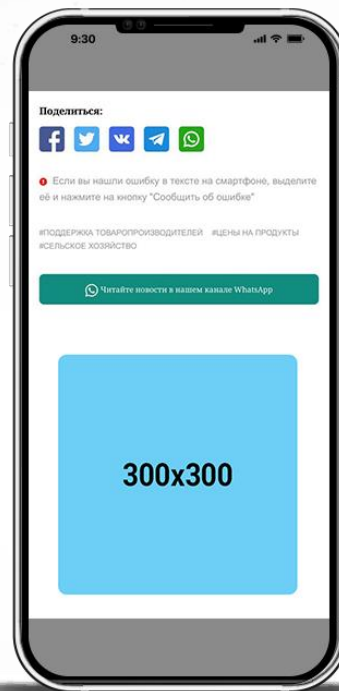 9:30
Поделиться:
Если вы нашли ошибку в тексте на смартфоне, выделите
её и нажмите на кнопку "Сообщить об ошибке"
#ПОДДЕРЖКА ТОВАРОПРОИЗВОДИТЕЛЕЙ #ЦЕНЫ НА ПРОДУКТЫ
#СЕЛЬСКОЕ ХОЗЯЙСТВО
Читайте новости в нашем канале WhatsApp
300x300